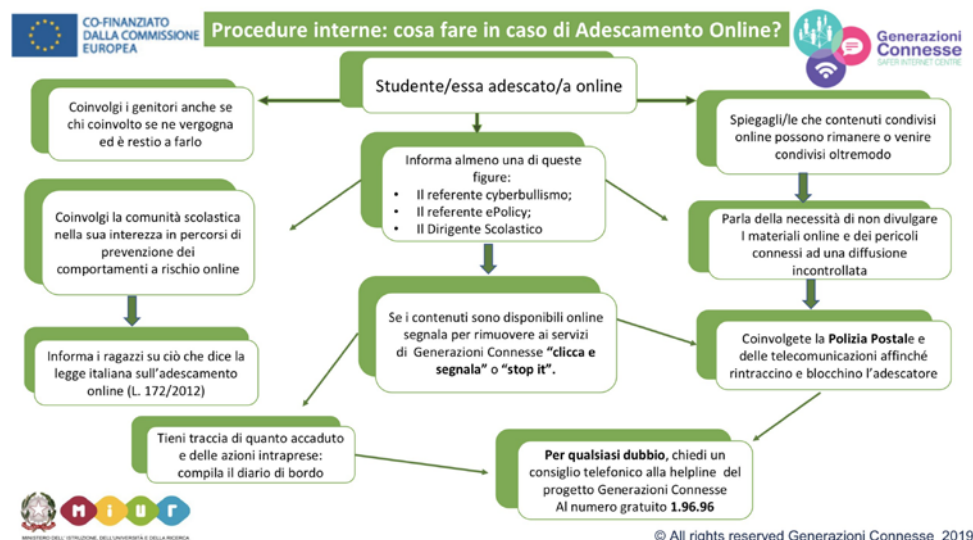 CO-FINANZIATO
DALLA COMMISSIONE
EUROPEA
Procedure interne: cosa fare in caso di Adescamento Online?
Generazioni
Connesse
SAFER INTERNET CENTRE
Studente/essa adescato/a online
Coinvolgi i genitori anche se
chi coinvolto se ne vergogna
ed è restio a farlo
Informa almeno una di queste
figure:
• Il referente cyberbullismo;
• Il referente ePolicy;
• Il Dirigente Scolastico
Spiegagli/le che contenuti condivisi
online possono rimanere o venire
condivisi oltremodo
Coinvolgi la comunità scolastica
nella sua interezza in percorsi di
prevenzione dei
comportamenti a rischio online
Parla della necessità di non divulgare
I materiali online e dei pericoli
connessi ad una diffusione
incontrollata
Se i contenuti sono disponibili online
segnala per rimuovere ai servizi
di Generazioni Connesse “clicca e
segnala” o “stop it”.
Informa i ragazzi su ciò che dice la
legge italiana sull’adescamento
online (L. 172/2012)
Coinvolgete la Polizia Postale e
delle telecomunicazioni affinché
rintraccino e blocchino l’adescatore
Tieni traccia di quanto accaduto
e delle azioni intraprese:
compila il diario di bordo
Per qualsiasi dubbio, chiedi un
consiglio telefonico alla helpline del
progetto Generazioni Connesse
Al numero gratuito 1.96.96
MIUR
MINISTERO DELL’ISTRUZIONE, DELL’UNIVERSITÀ E DELLA RICERCA
© All rights reserved Generazioni Connesse 2019